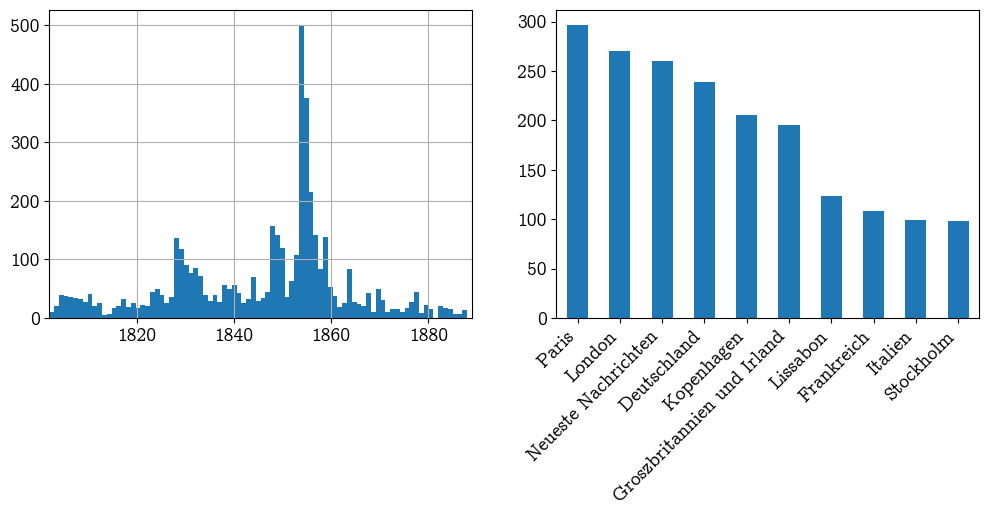 500
400
300
200
100
0
1820 1840 1860 1880
300
250
200
150
100
50
0
Paris
London
Neueste Nachrichten
Deutschland
Kopenhagen
Groszbritannien und Irland
Lissabon
Frankreich
Italien
Stockholm